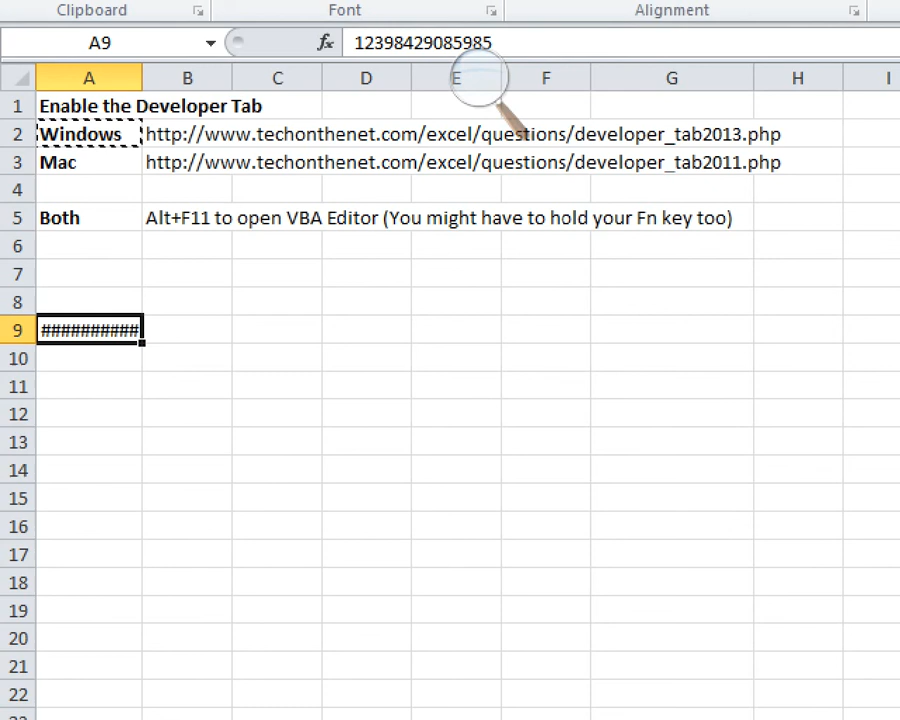 Clipboard Font Alignment
A9 fx 12398429085985
A B C D E F G H I
1 Enable the Developer Tab
2 Windows http://www.techonthenet.com/excel/questions/developer_tab2013.php
3 Mac http://www.techonthenet.com/excel/questions/developer_tab2011.php
4
5 Both Alt+F11 to open VBA Editor (You might have to hold your Fn key too)
6
7
8
9 ##########
10
11
12
13
14
15
16
17
18
19
20
21
22
23